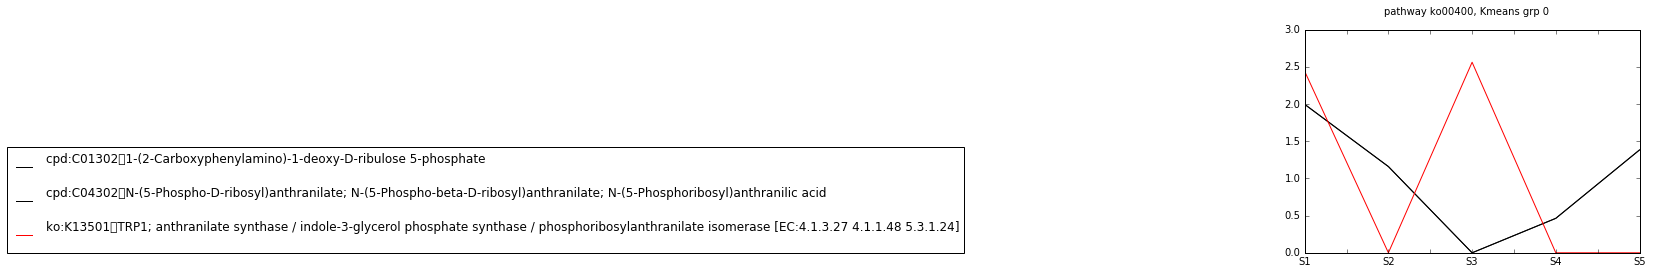 pathway ko00400, Kmeans grp 0
3.0
2.5
2.0
1.5
1.0
0.5
0.0
S1 S2 S3 S4 S5
cpd:C01302▯1-(2-Carboxyphenylamino)-1-deoxy-D-ribulose 5-phosphate
cpd:C04302▯N-(5-Phospho-D-ribosyl)anthranilate; N-(5-Phospho-beta-D-ribosyl)anthranilate; N-(5-Phosphoribosyl)anthranilic acid
ko:K13501▯TRP1; anthranilate synthase / indole-3-glycerol phosphate synthase / phosphoribosylanthranilate isomerase [EC:4.1.3.27 4.1.1.48 5.3.1.24]